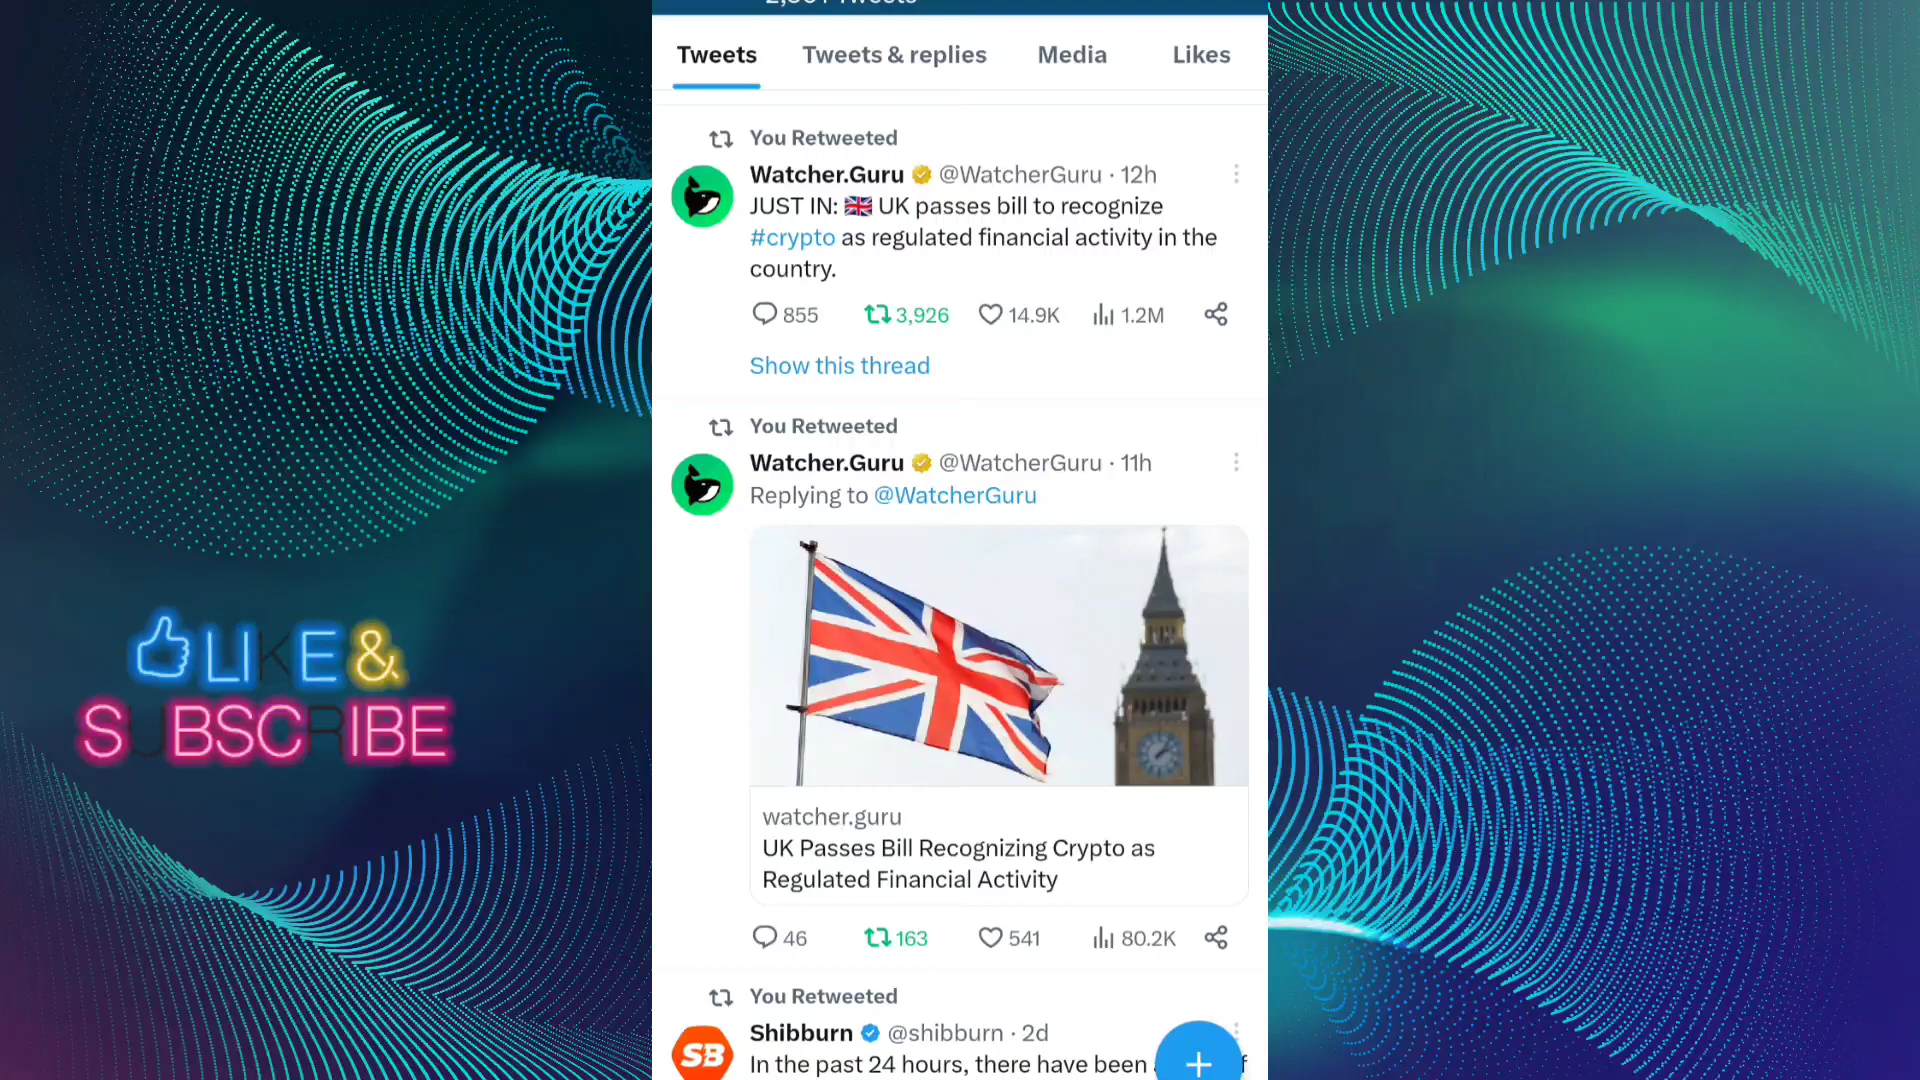 Tweets
Tweets & replies
Media
Likes
You Retweeted
Watcher.Guru @WatcherGuru · 12h
JUST IN: 🇬🇧 UK passes bill to recognize
#crypto as regulated financial activity in the
country.
855 3,926 14.9K 1.2M
Show this thread
You Retweeted
Watcher.Guru @WatcherGuru · 11h
Replying to @WatcherGuru
watcher.guru
UK Passes Bill Recognizing Crypto as
Regulated Financial Activity
46 163 541 80.2K
You Retweeted
Shibburn @shibburn · 2d
SB
In the past 24 hours, there have been
LIKE &
SUBSCRIBE